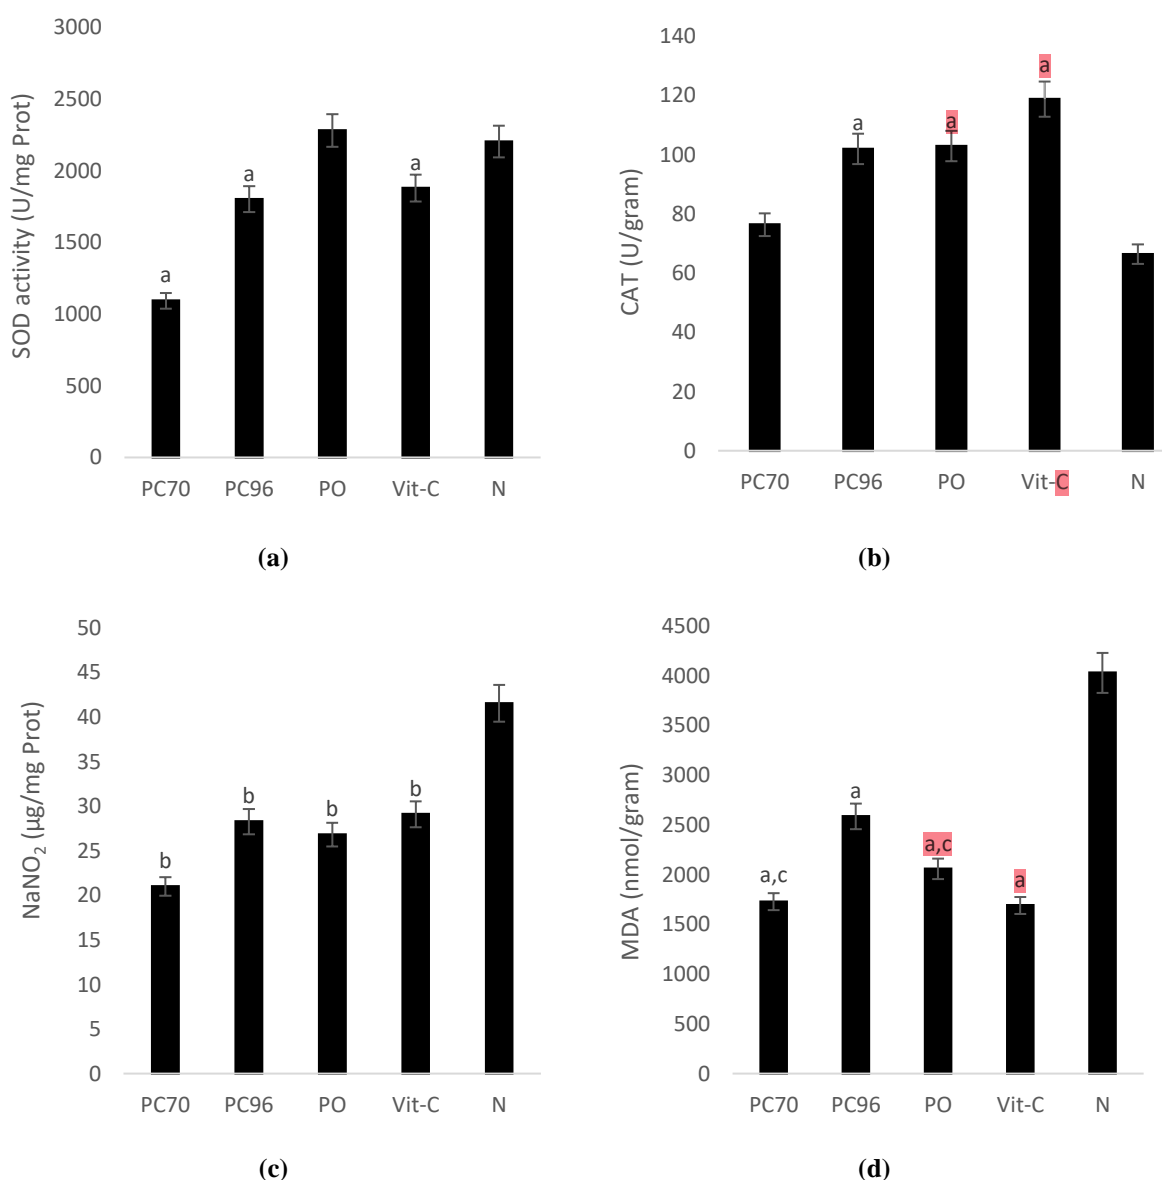 SOD activity (U/mg Prot)
3000
2500
2000
1500
1000
500
0
a
a
a
PC70 PC96 PO Vit-C N
(a)
CAT (U/gram)
140
120
100
80
60
40
20
0
a
a
a
PC70 PC96 PO Vit-C N
(b)
NaNO₂ (µg/mg Prot)
50
45
40
35
30
25
20
15
10
5
0
b
b
b
b
PC70 PC96 PO Vit-C N
(c)
MDA (nmol/gram)
4500
4000
3500
3000
2500
2000
1500
1000
500
0
a,c
a
a,c
a
PC70 PC96 PO Vit-C N
(d)